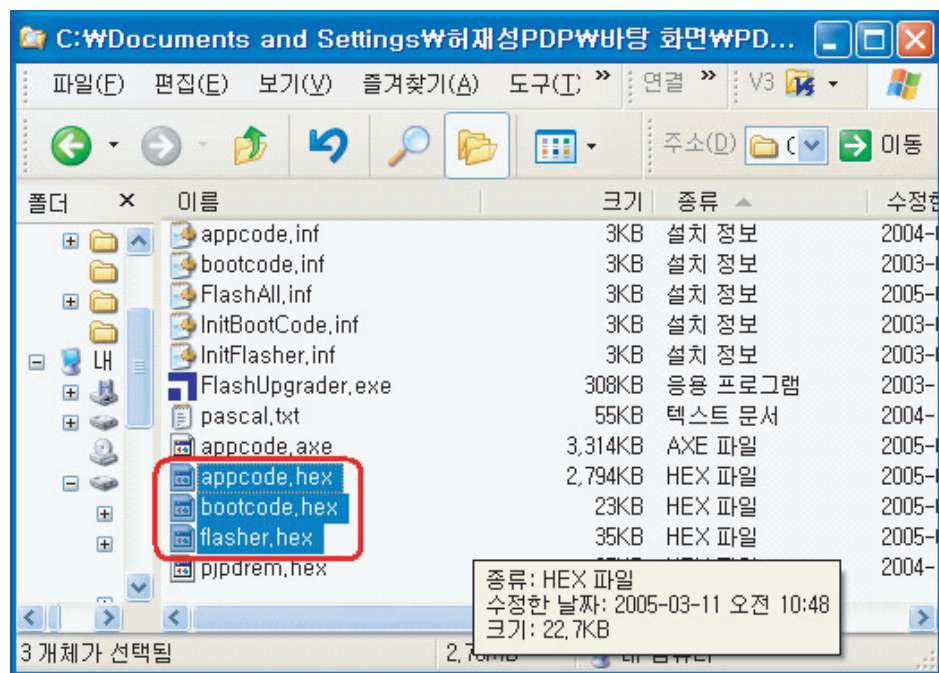 C:₩Documents and Settings₩허재성PDP₩바탕 화면₩PD...
파일(F) 편집(E) 보기(V) 즐겨찾기(A) 도구(T) » 연결 » V3
주소(D) 이동
폴더 × 이름 크기 종류 수정한
appcode.inf 3KB 설치 정보 2004-
bootcode.inf 3KB 설치 정보 2003-
FlashAll.inf 3KB 설치 정보 2005-
InitBootCode.inf 3KB 설치 정보 2003-
내 InitFlasher.inf 3KB 설치 정보 2003-
FlashUpgrader.exe 308KB 응용 프로그램 2003-
pascal.txt 55KB 텍스트 문서 2004-
appcode.axe 3,314KB AXE 파일 2005-
appcode.hex 2,794KB HEX 파일 2005-
bootcode.hex 23KB HEX 파일 2005-
flasher.hex 35KB HEX 파일 2005-
pjpdrem.hex 2004-
종류: HEX 파일
수정한 날짜: 2005-03-11 오전 10:48
크기: 22,7KB
3 개체가 선택됨